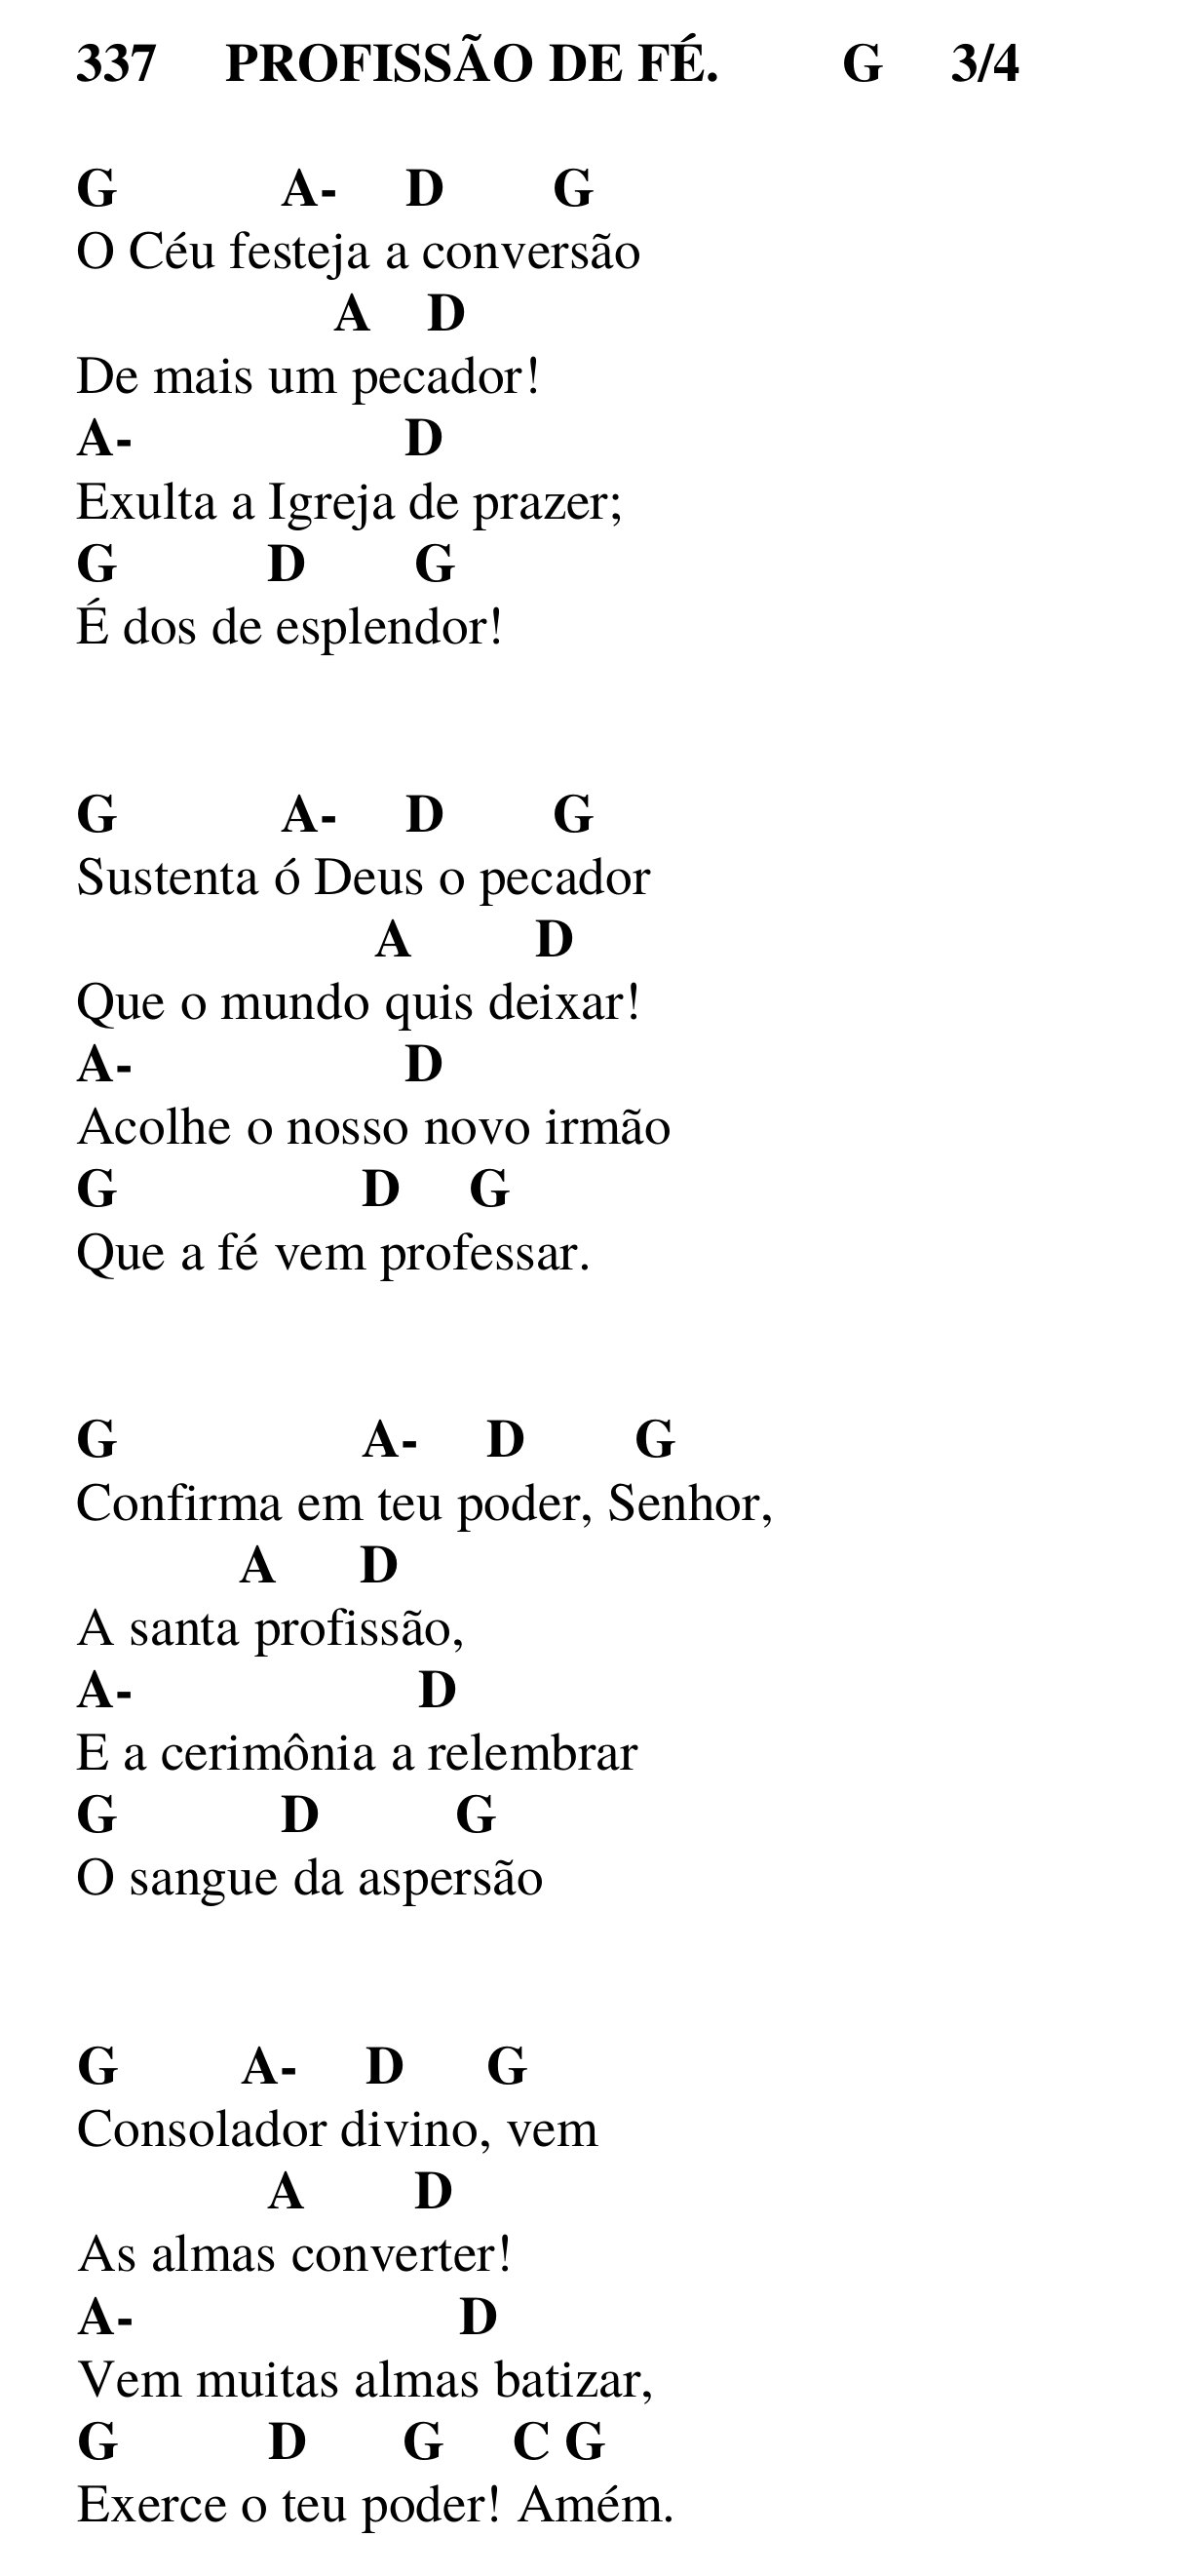 337 PROFISSÃO DE FÉ. G 3/4
G A- D G
O Céu festeja a conversão
A D
De mais um pecador!
A- D
Exulta a Igreja de prazer;
G D G
É dos de esplendor!
G A- D G
Sustenta ó Deus o pecador
A D
Que o mundo quis deixar!
A- D
Acolhe o nosso novo irmão
G D G
Que a fé vem professar.
G A- D G
Confirma em teu poder, Senhor,
A D
A santa profissão,
A- D
E a cerimônia a relembrar
G D G
O sangue da aspersão
G A- D G
Consolador divino, vem
A D
As almas converter!
A- D
Vem muitas almas batizar,
G D G C G
Exerce o teu poder! Amém.